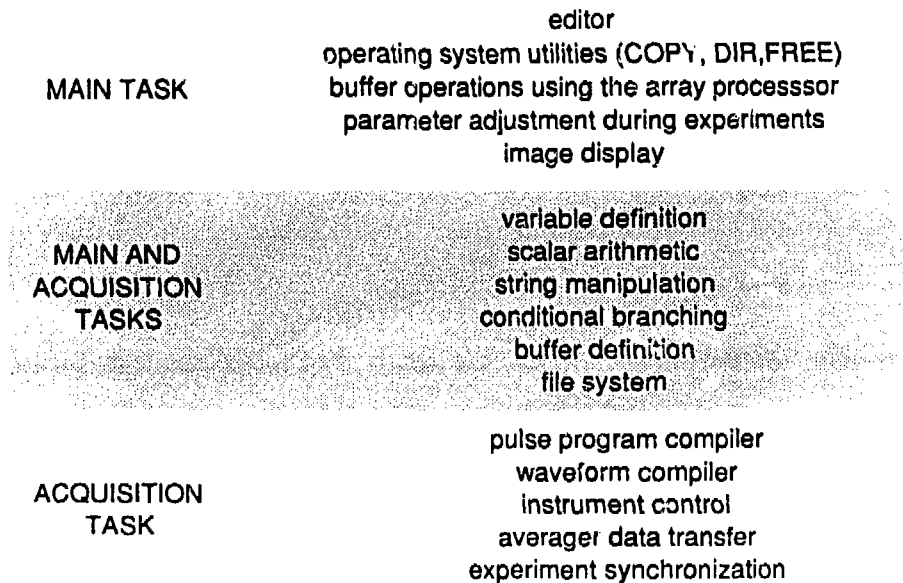 editor
operating system utilities (COPY, DIR,FREE)
MAIN TASK
buffer operations using the array processsor
parameter adjustment during experiments
image display
variable definition
MAIN AND
scalar arithmetic
ACQUISITION
string manipulation
TASKS
conditional branching
buffer definition
file system
pulse program compiler
waveform compiler
ACQUISITION
instrument control
TASK
averager data transfer
experiment synchronization